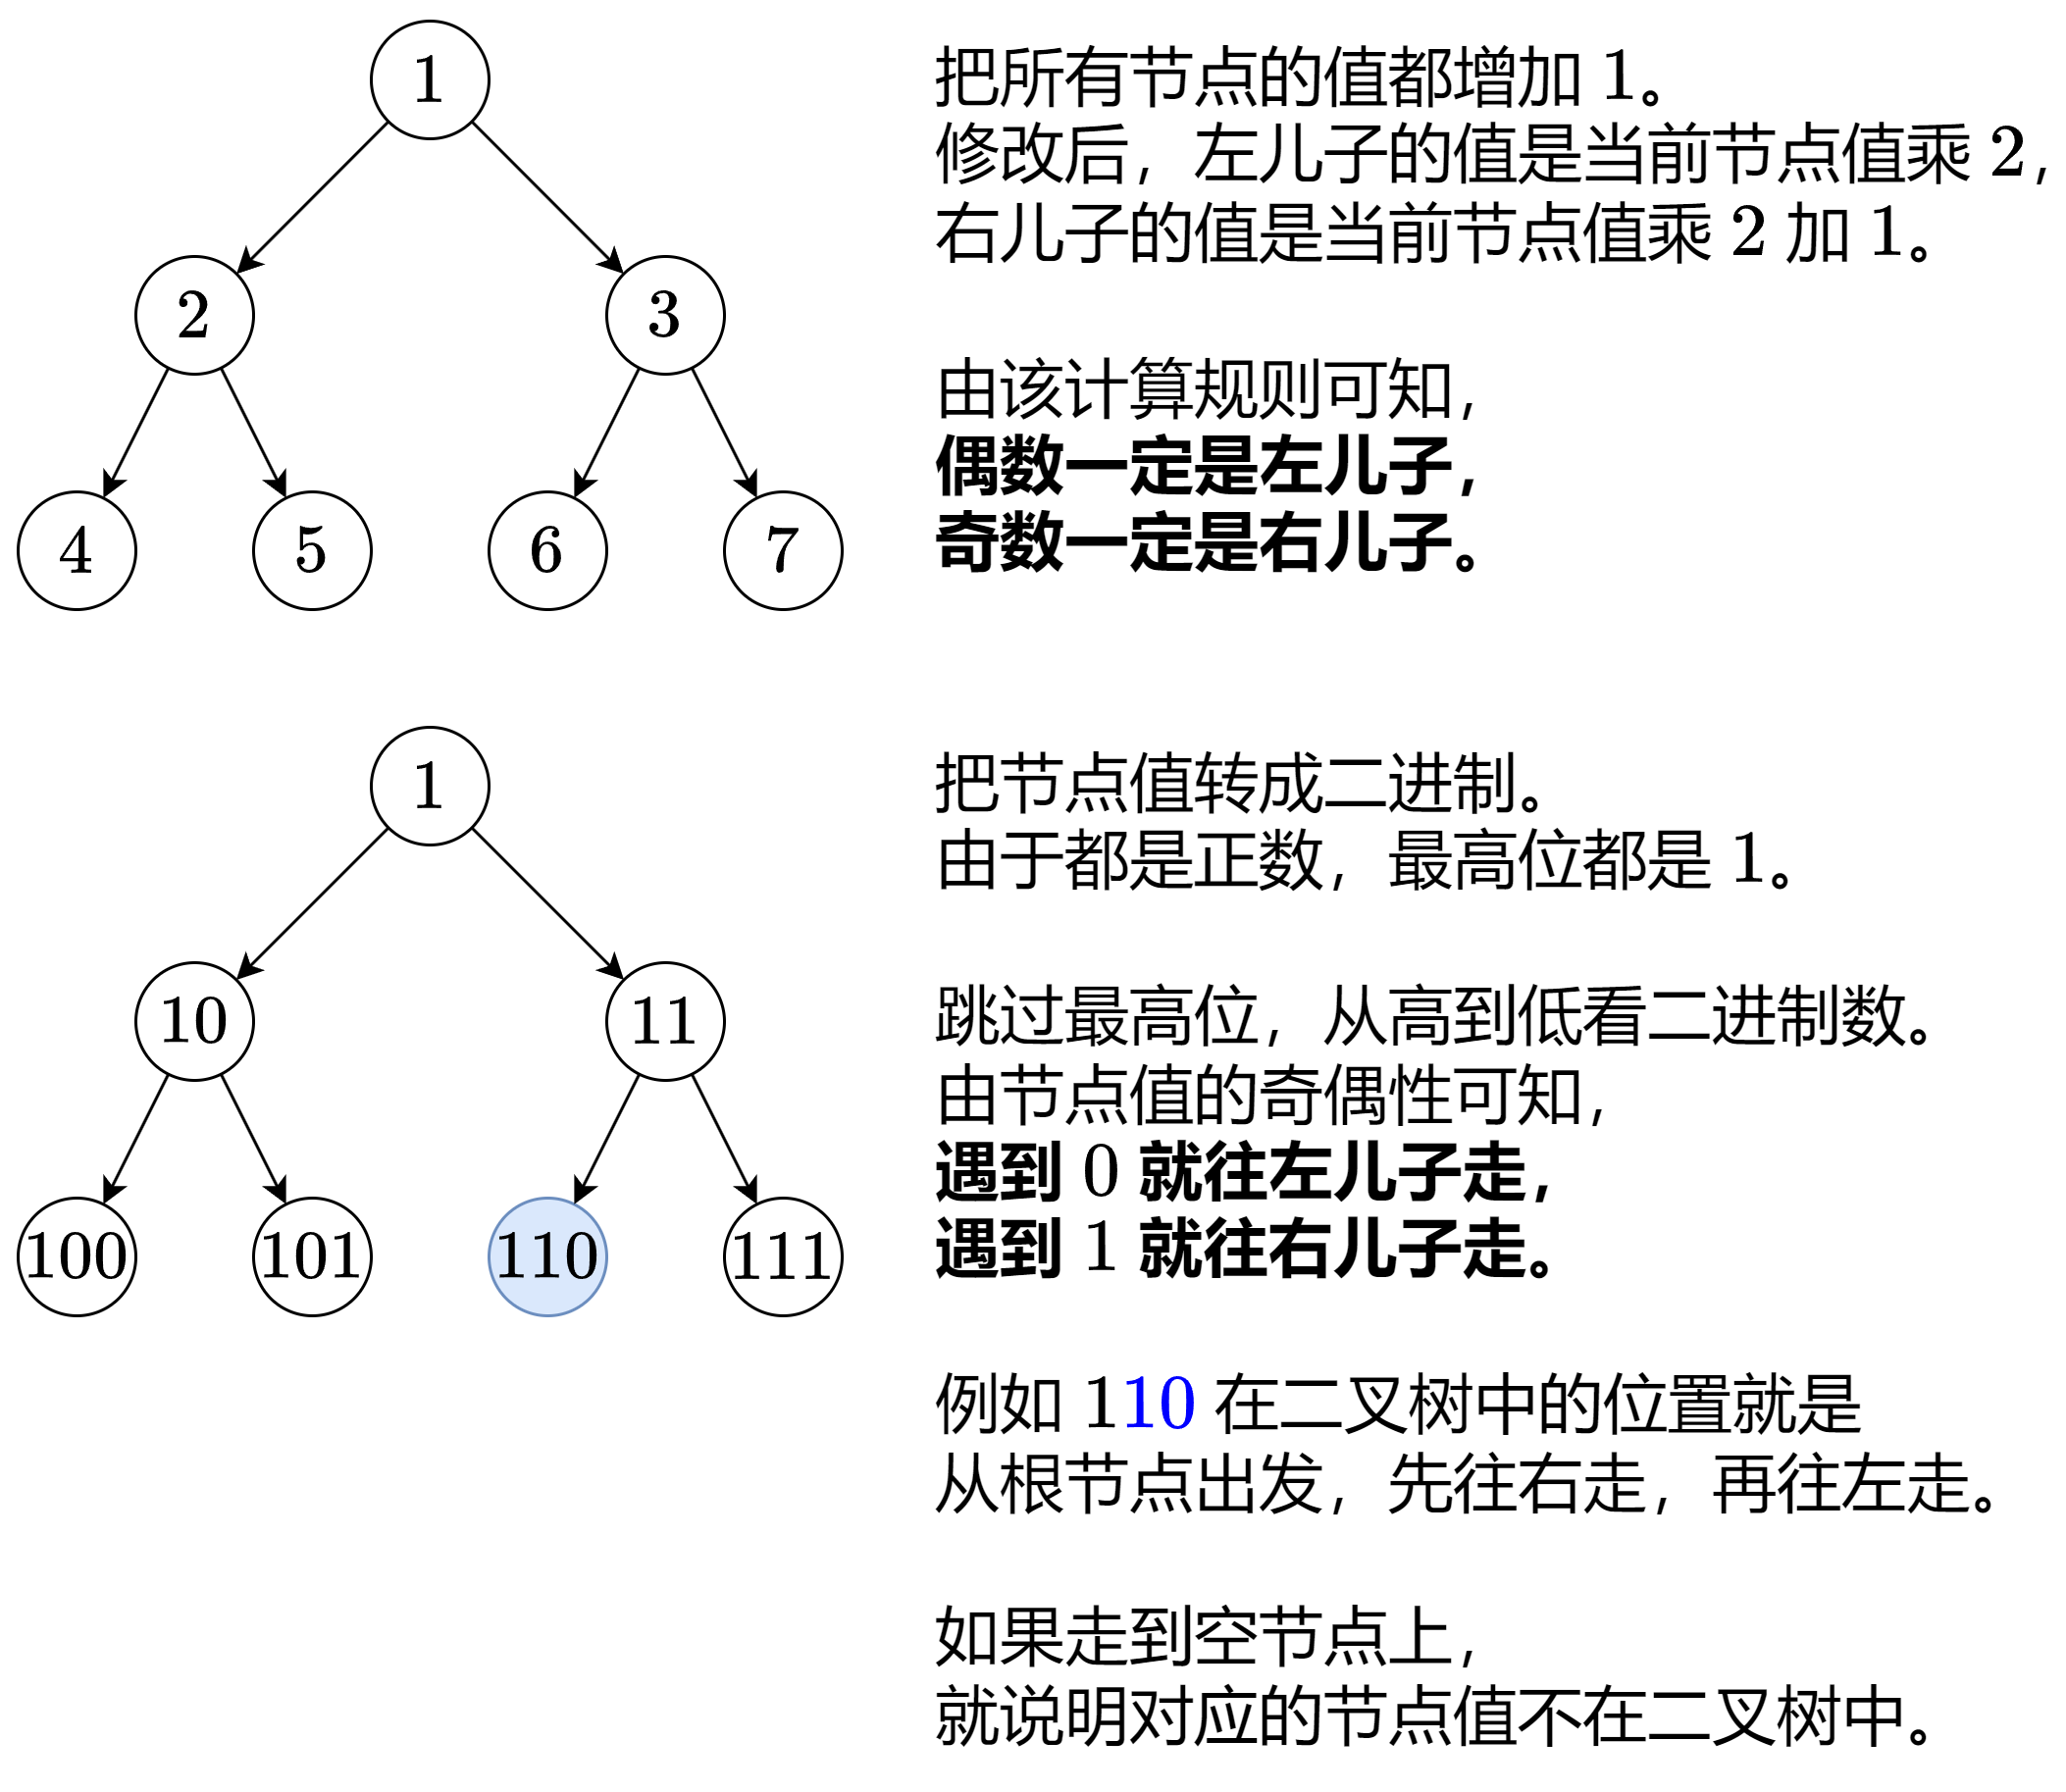 1
2
3
4
5
6
7
把所有节点的值都增加 1。
修改后，左儿子的值是当前节点值乘 2，
右儿子的值是当前节点值乘 2 加 1。
由该计算规则可知，
偶数一定是左儿子，
奇数一定是右儿子。
1
10
11
100
101
110
111
把节点值转成二进制。
由于都是正数，最高位都是 1。
跳过最高位，从高到低看二进制数。
由节点值的奇偶性可知，
遇到 0 就往左儿子走，
遇到 1 就往右儿子走。
例如 110 在二叉树中的位置就是
从根节点出发，先往右走，再往左走。
如果走到空节点上，
就说明对应的节点值不在二叉树中。